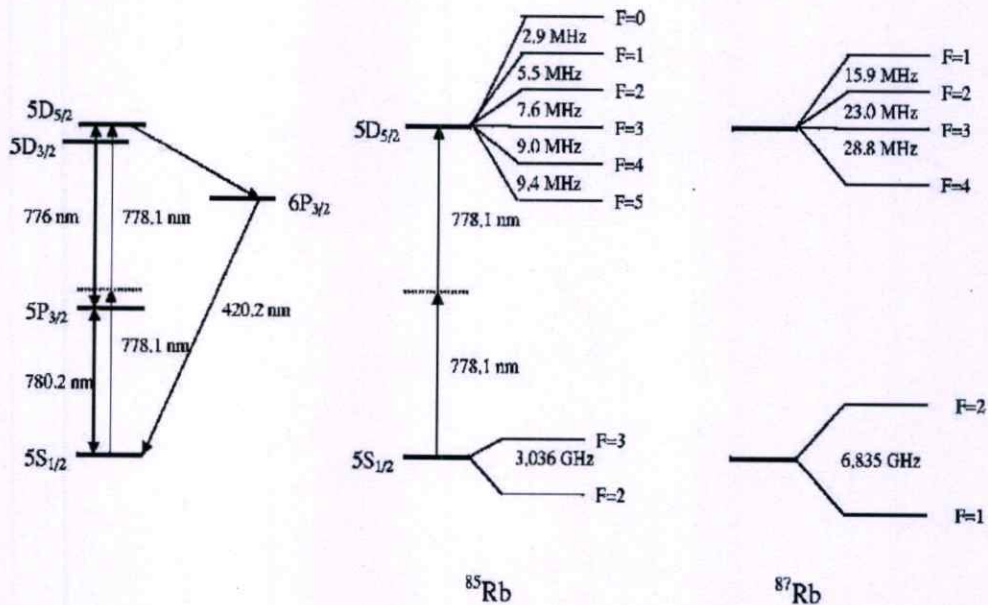 5D5/2
5D3/2
776 nm
778.1 nm
6P3/2
5P3/2
778.1 nm
420.2 nm
780.2 nm
5S1/2
F=0
2.9 MHz
F=1
5.5 MHz
F=2
7.6 MHz
5D5/2
F=3
9.0 MHz
F=4
9.4 MHz
F=5
778,1 nm
778,1 nm
5S1/2
F=3
3,036 GHz
F=2
85Rb
F=1
15.9 MHz
F=2
23.0 MHz
F=3
28.8 MHz
F=4
F=2
6,835 GHz
F=1
87Rb